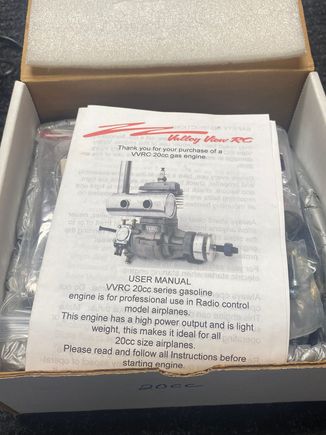 Valley View RC
Thank you for your purchase of a
VVRC 20cc gas engine.
USER MANUAL
VVRC 20cc series gasoline
engine is for professional use in Radio control
model airplanes.
This engine has a high power output and is light
weight, this makes it ideal for all
20cc size airplanes.
Please read and follow all Instructions before
starting engine.
20cc